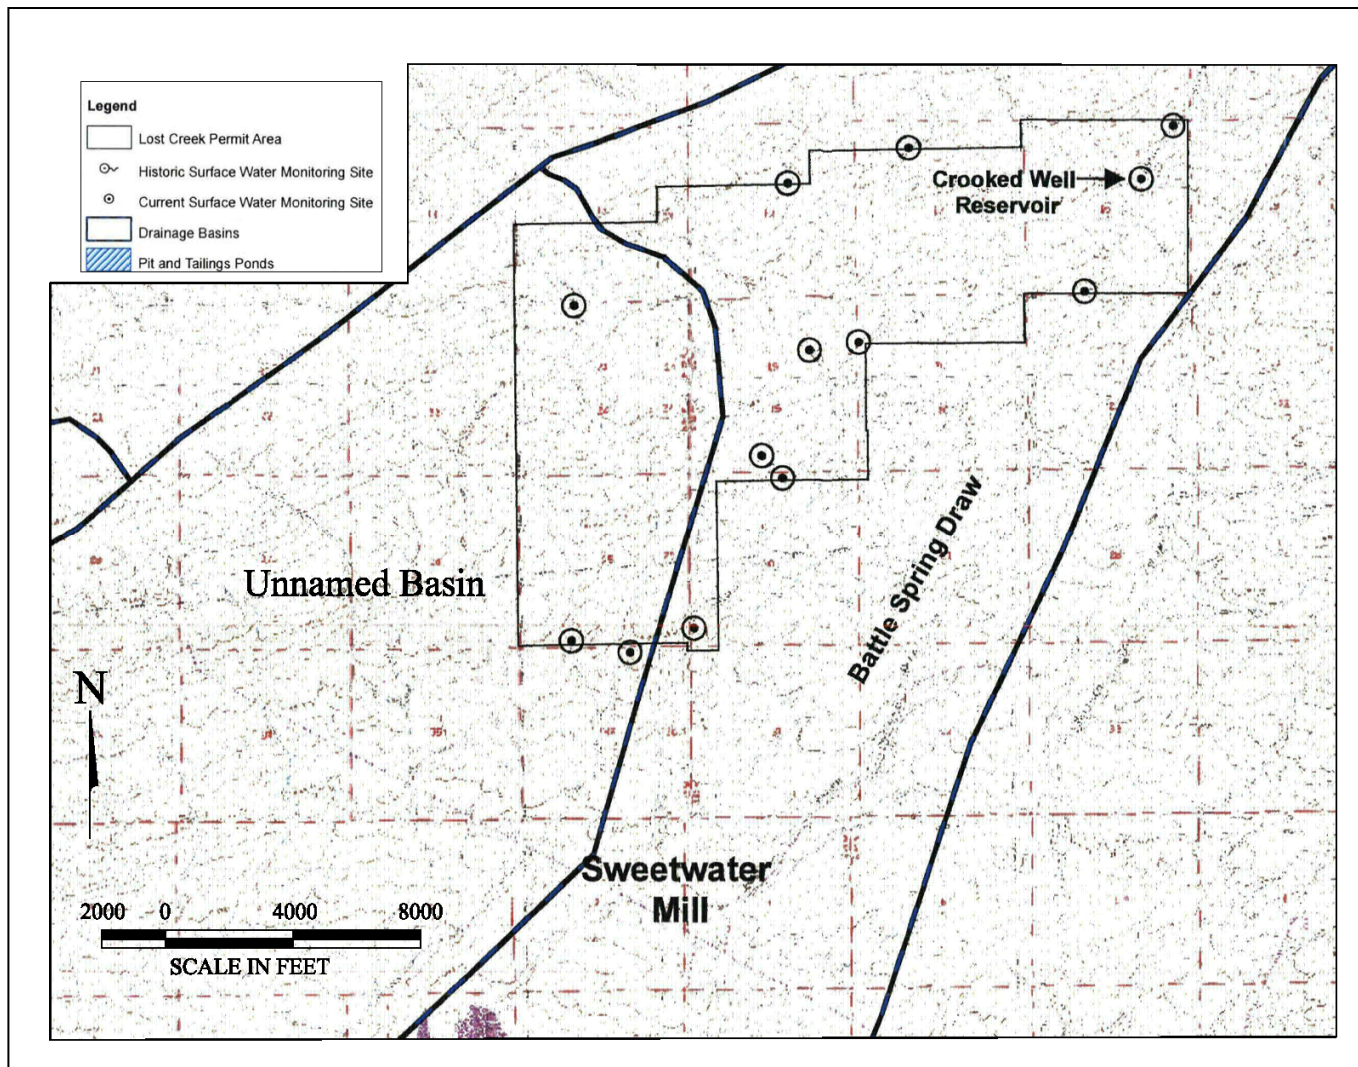 Legend
Lost Creek Permit Area
Historic Surface Water Monitoring Site
Current Surface Water Monitoring Site
Drainage Basins
Pit and Tailings Ponds
Crooked Well
Reservoir
Unnamed Basin
Battle Spring Draw
N
Sweetwater
Mill
2000 0 4000 8000
SCALE IN FEET